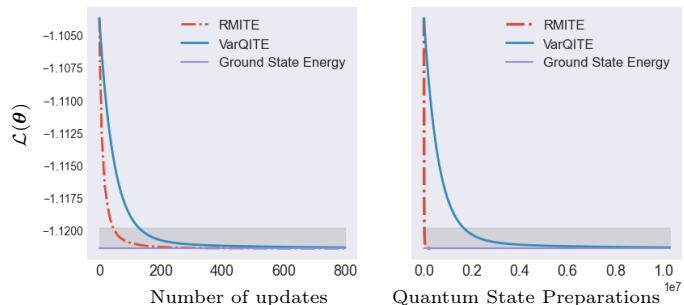 RMITE
VarQITE
Ground State Energy
RMITE
VarQITE
Ground State Energy
−1.1050
−1.1075
−1.1100
−1.1125
−1.1150
−1.1175
−1.1200
ℒ(𝜽)
0 200 400 600 800
0.0 0.2 0.4 0.6 0.8 1.0
1e7
Number of updates
Quantum State Preparations